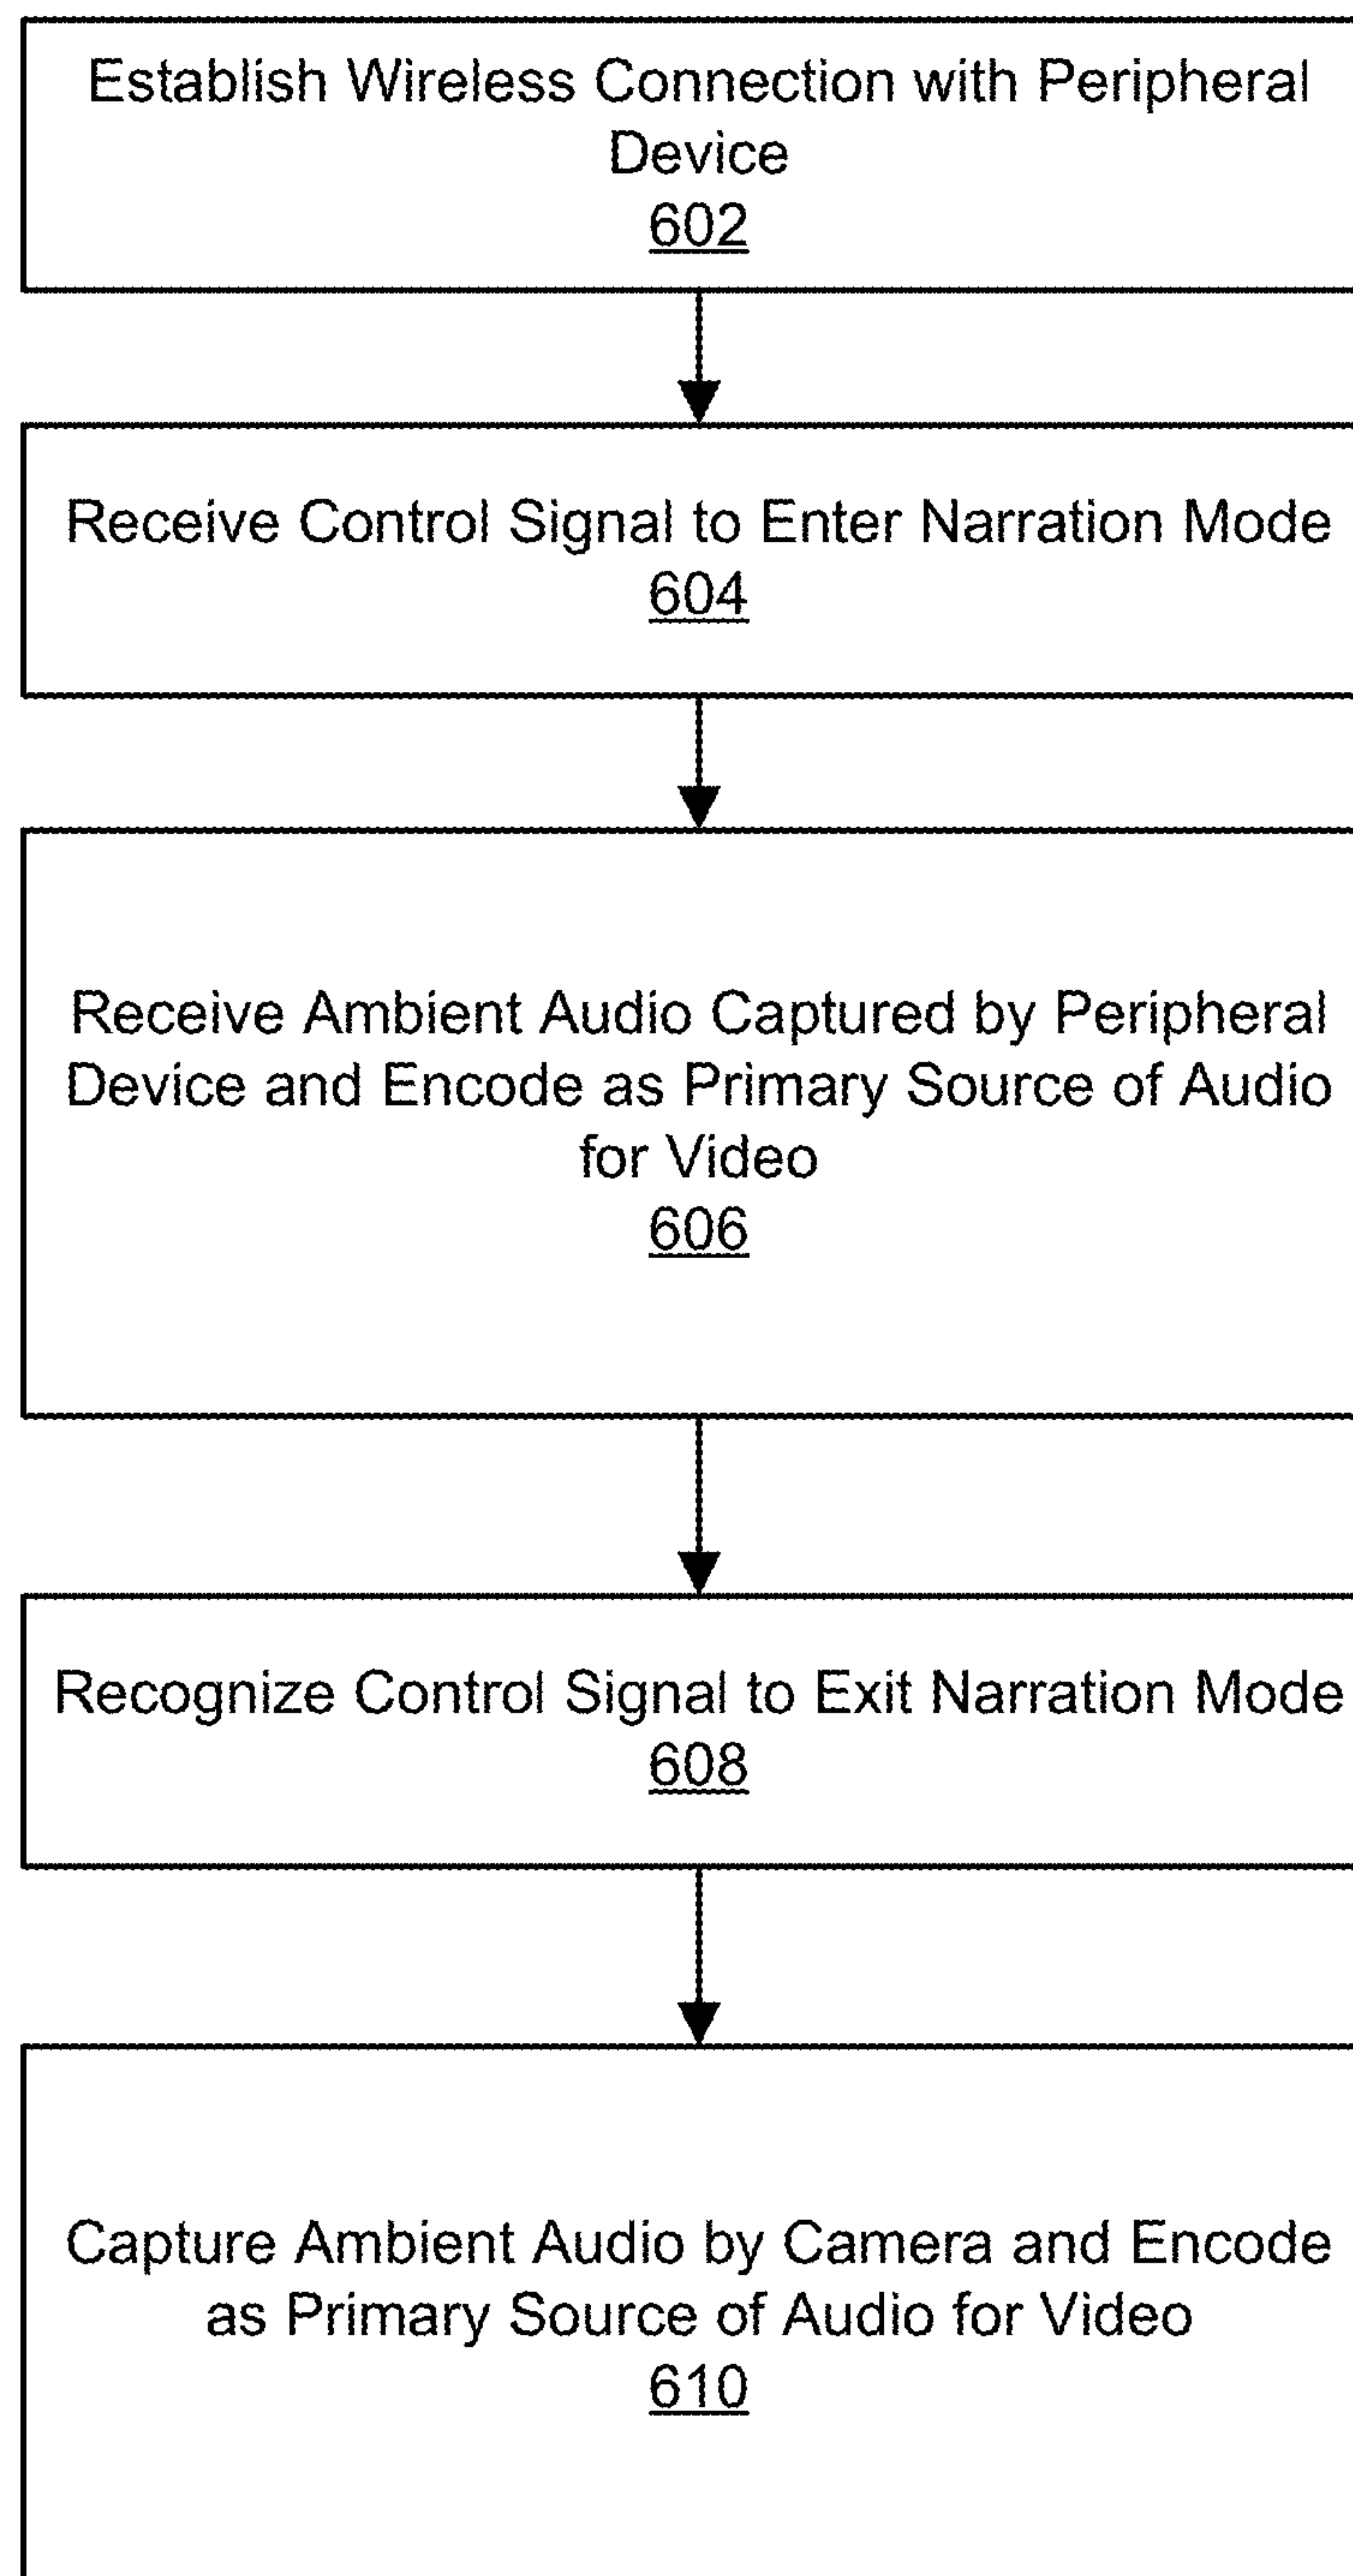 Establish Wireless Connection with Peripheral
Device
602
Receive Control Signal to Enter Narration Mode
604
Receive Ambient Audio Captured by Peripheral
Device and Encode as Primary Source of Audio
for Video
606
Recognize Control Signal to Exit Narration Mode
608
Capture Ambient Audio by Camera and Encode
as Primary Source of Audio for Video
610